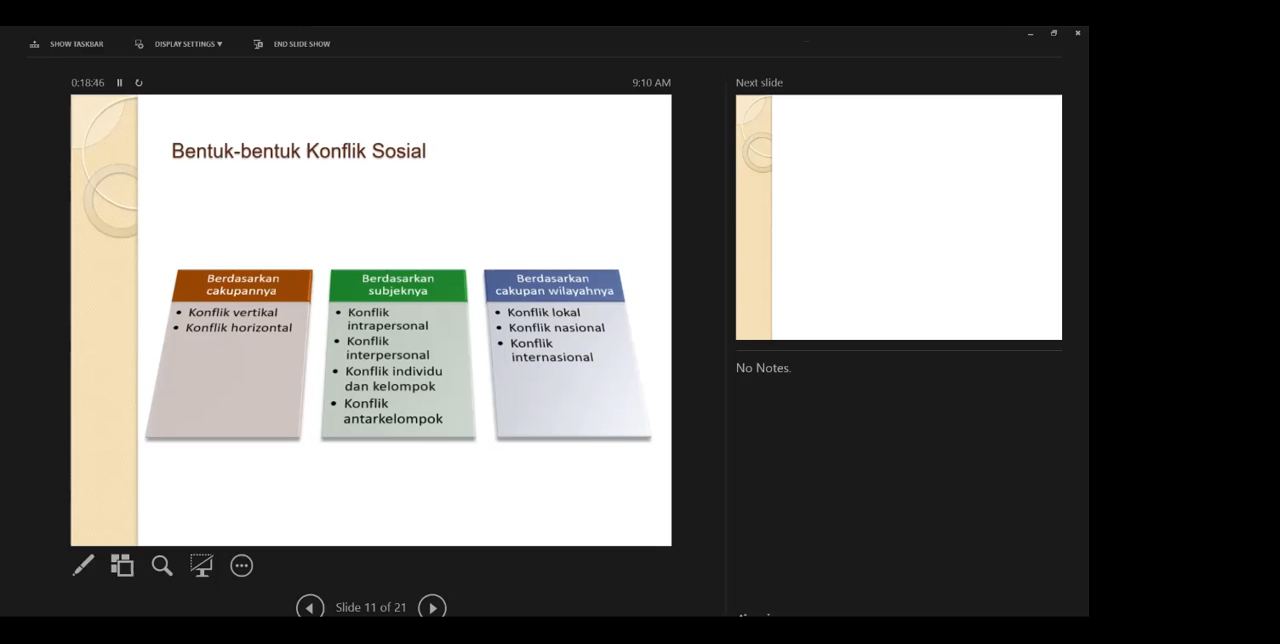 SHOW TASKBAR
DISPLAY SETTINGS ▼
END SLIDE SHOW
0:18:46
9:10 AM
Next slide
Bentuk-bentuk Konflik Sosial
Berdasarkan
cakupannya
• Konflik vertikal
• Konflik horizontal
Berdasarkan
subjeknya
• Konflik
intrapersonal
• Konflik
interpersonal
• Konflik individu
dan kelompok
• Konflik
antarkelompok
Berdasarkan
cakupan wilayahnya
• Konflik lokal
• Konflik nasional
• Konflik
internasional
No Notes.
Slide 11 of 21